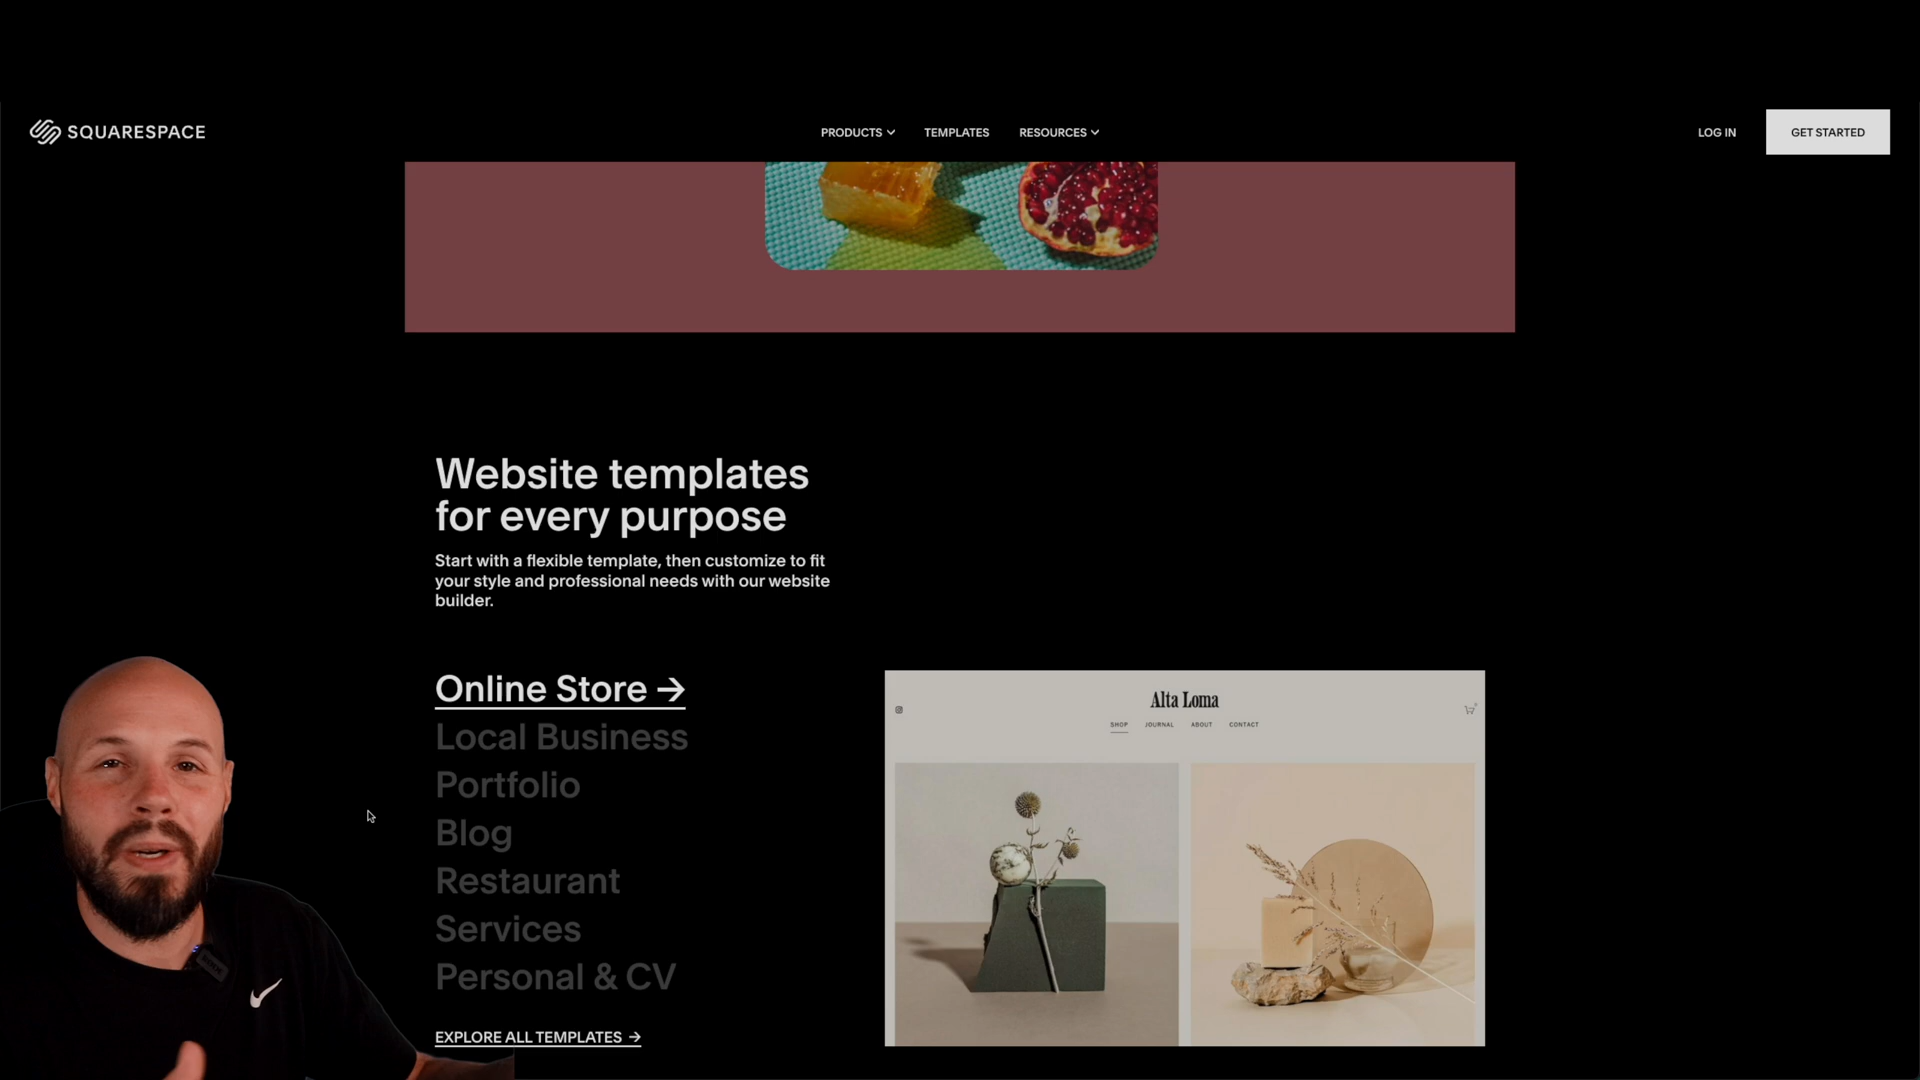 SQUARESPACE
PRODUCTS
TEMPLATES
RESOURCES
LOG IN
GET STARTED
Website templates
for every purpose
Start with a flexible template, then customize to fit
your style and professional needs with our website
builder.
Online Store →
Local Business
Portfolio
Blog
Restaurant
Services
Personal & CV
EXPLORE ALL TEMPLATES →
Alta Loma
SHOP
JOURNAL
ABOUT
CONTACT